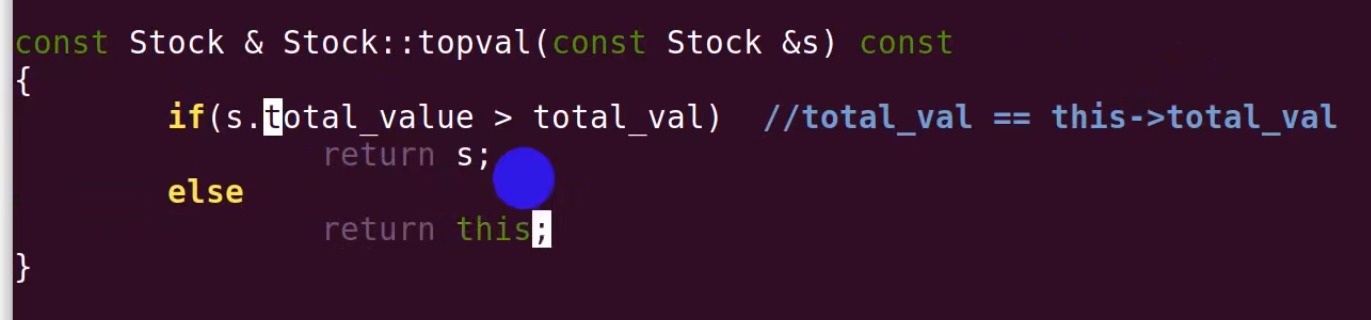 const Stock & Stock::topval(const Stock &s) const
{
if(s.total_value > total_val) //total_val == this->total_val
return s;
else
return this;
}